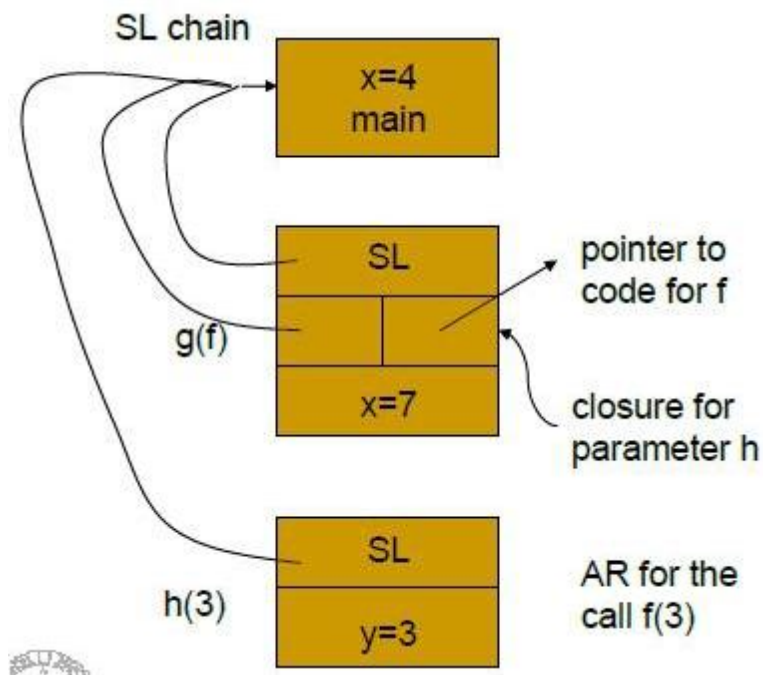 SL chain
x=4
main
SL
pointer to
code for f
g(f)
x=7
closure for
parameter h
SL
h(3)
y=3
AR for the
call f(3)